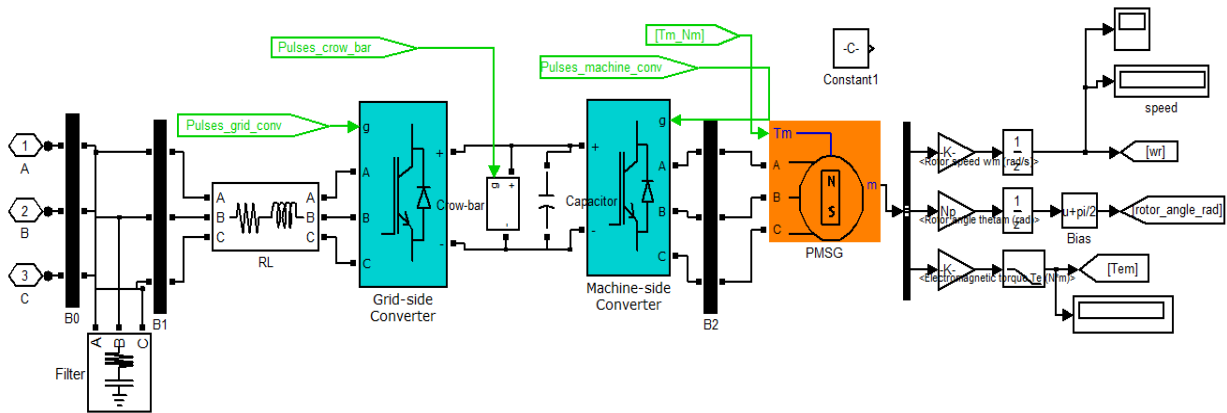 Pulses_crow_bar
[Tm_Nm]
-C-
Constant1
Pulses_machine_conv
speed
Pulses_grid_conv
g
g
Tm
1
A
2
B
3
C
B0
B1
A
B
C
A
B
C
RL
A
B
C
+
-
Grid-side
Converter
g
+
-
Crow-bar
Capacitor
+
-
A
B
C
Machine-side
Converter
B2
A
B
C
N
S
m
PMSG
-K-
<Rotor speed wm (rad/s)>
1
z
[wr]
Np
<Rotor angle thetam (rad)>
1
z
u+pi/2
Bias
[rotor_angle_rad]
-K-
<Electromagnetic torque Te (N*m)>
[Tem]
A
B
C
Filter